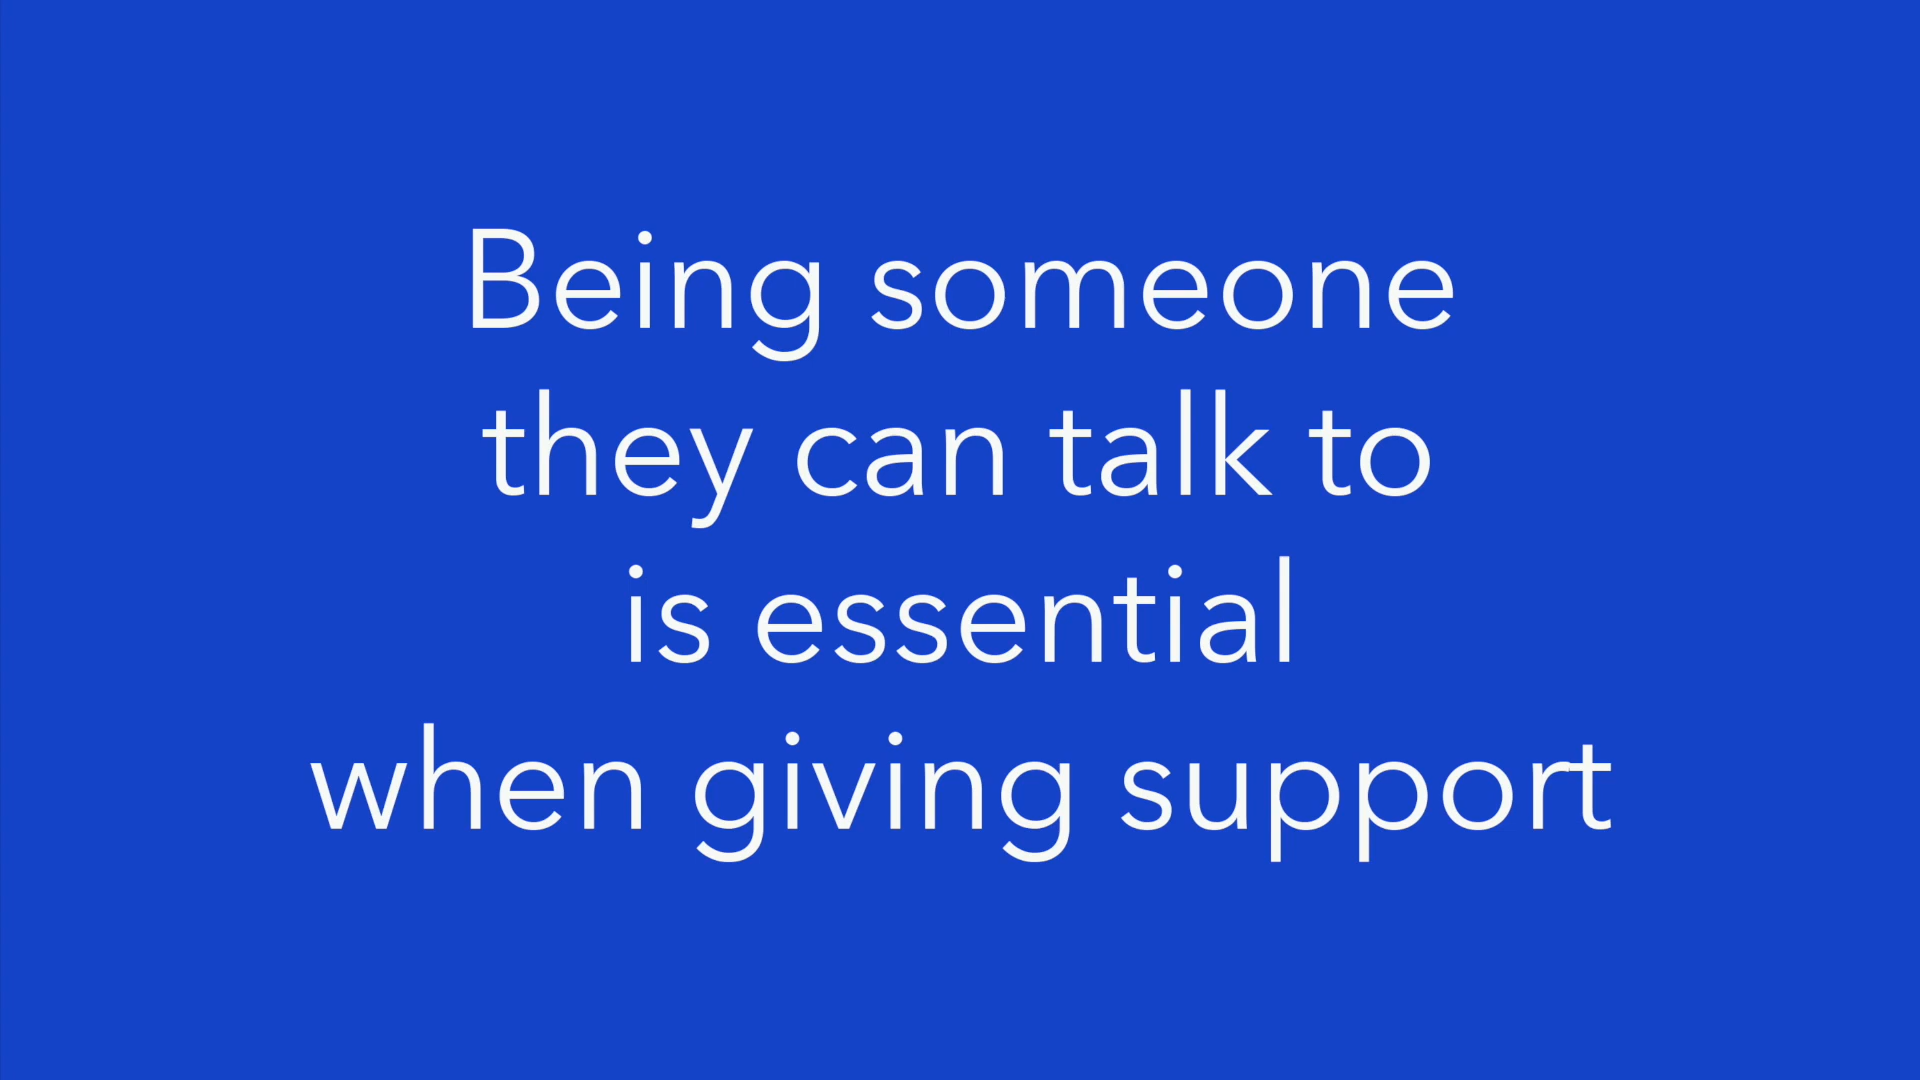 Being someone
they can talk to
is essential
when giving support